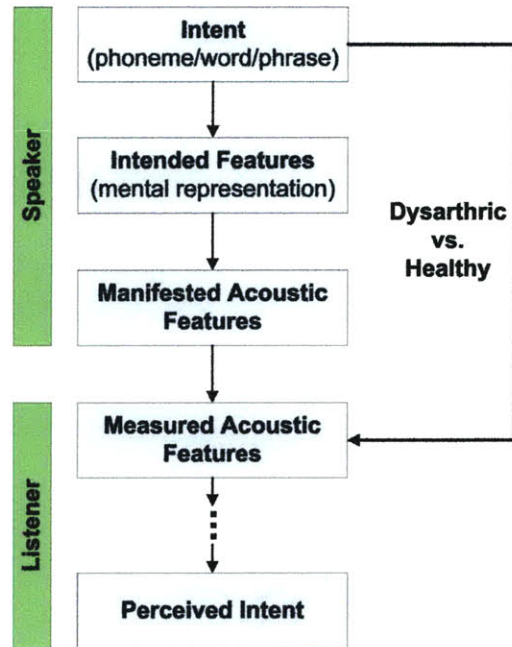 Speaker
Intent
(phoneme/word/phrase)
Intended Features
(mental representation)
Manifested Acoustic
Features
Dysarthric
vs.
Healthy
Listener
Measured Acoustic
Features
Perceived Intent